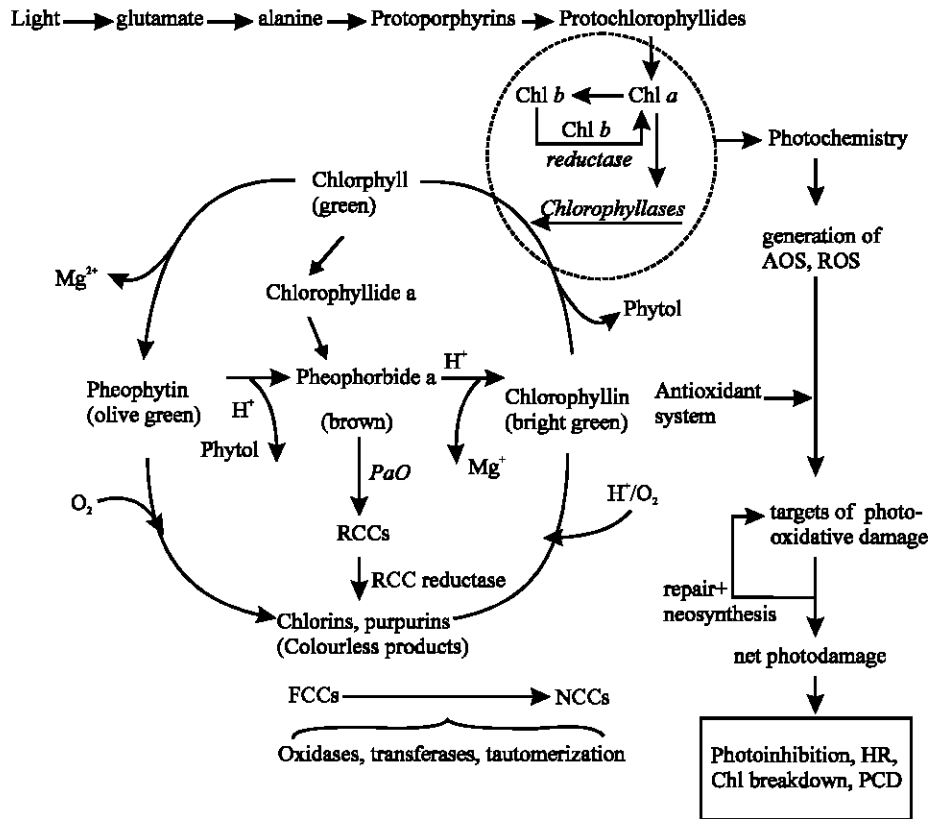 Light glutamate alanine Protoporphyrins Protochlorophyllides
Chl b Chl a
Chl b
reductase
Chlorophyllases
Photochemistry
generation of
AOS, ROS
Antioxidant
system
targets of photo-
oxidative damage
repair+
neosynthesis
net photodamage
Photoinhibition, HR,
Chl breakdown, PCD
Chlorphyll
(green)
Mg²⁺
Chlorophyllide a
Phytol
Pheophytin
(olive green)
H⁺
Phytol
Pheophorbide a
(brown)
H⁺
Mg⁺
Chlorophyllin
(bright green)
O₂
PaO
H⁺/O₂
RCCs
RCC reductase
Chlorins, purpurins
(Colourless products)
FCCs NCCs
Oxidases, transferases, tautomerization